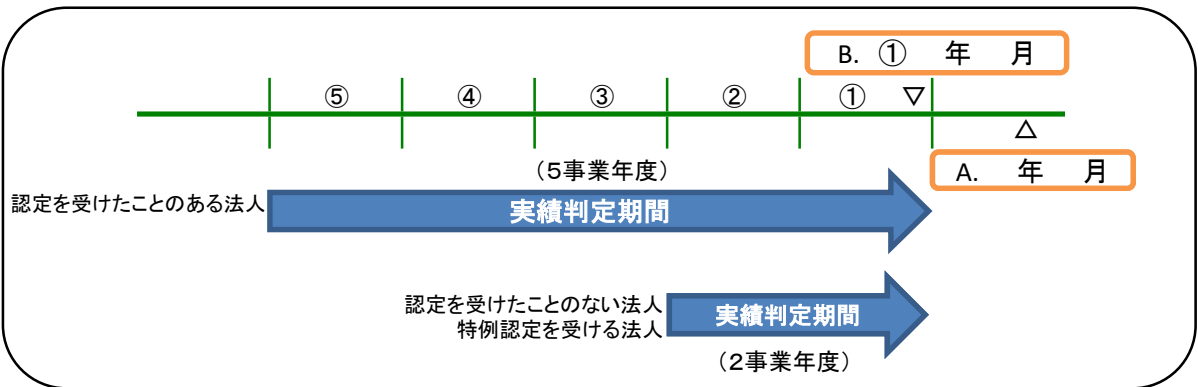 B. ① 年 月
⑤ ④ ③ ② ① ▽
△
A. 年 月
(5事業年度)
認定を受けたことのある法人
実績判定期間
認定を受けたことのない法人
特例認定を受ける法人
実績判定期間
(2事業年度)